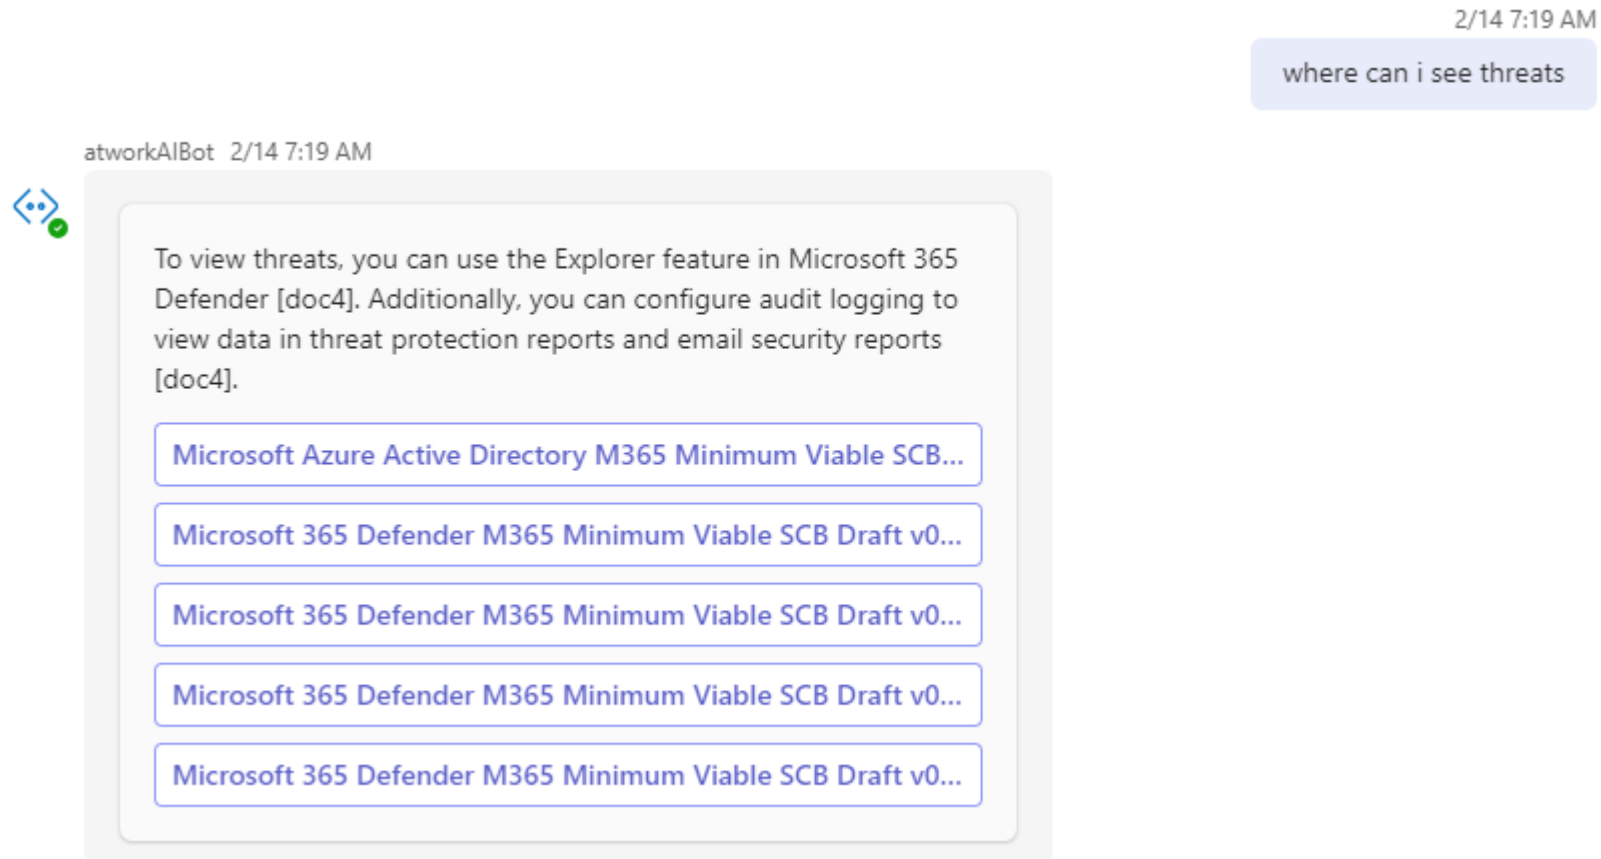 2/14 7:19 AM
where can i see threats
atworkAIBot 2/14 7:19 AM
To view threats, you can use the Explorer feature in Microsoft 365
Defender [doc4]. Additionally, you can configure audit logging to
view data in threat protection reports and email security reports
[doc4].
Microsoft Azure Active Directory M365 Minimum Viable SCB...
Microsoft 365 Defender M365 Minimum Viable SCB Draft v0...
Microsoft 365 Defender M365 Minimum Viable SCB Draft v0...
Microsoft 365 Defender M365 Minimum Viable SCB Draft v0...
Microsoft 365 Defender M365 Minimum Viable SCB Draft v0...